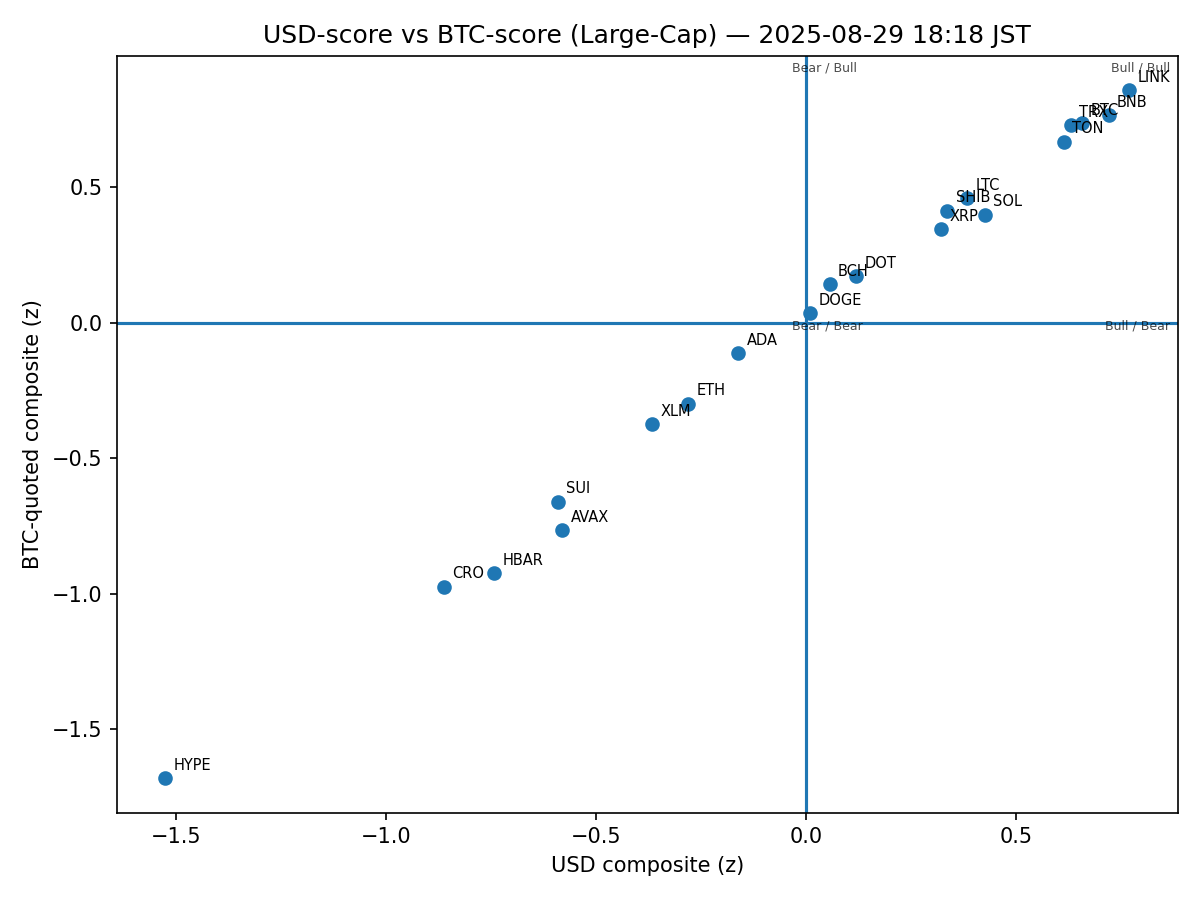 USD-score vs BTC-score (Large-Cap) — 2025-08-29 18:18 JST
Bear / Bull
Bull / Bull
LINK
BNB
BTC
TRX
TON
LTC
SHIB
SOL
XRP
DOT
BCH
DOGE
Bear / Bear
Bull / Bear
ADA
ETH
XLM
SUI
AVAX
HBAR
CRO
HYPE
0.5
0.0
−0.5
−1.0
−1.5
BTC-quoted composite (z)
−1.5
−1.0
−0.5
0.0
0.5
USD composite (z)